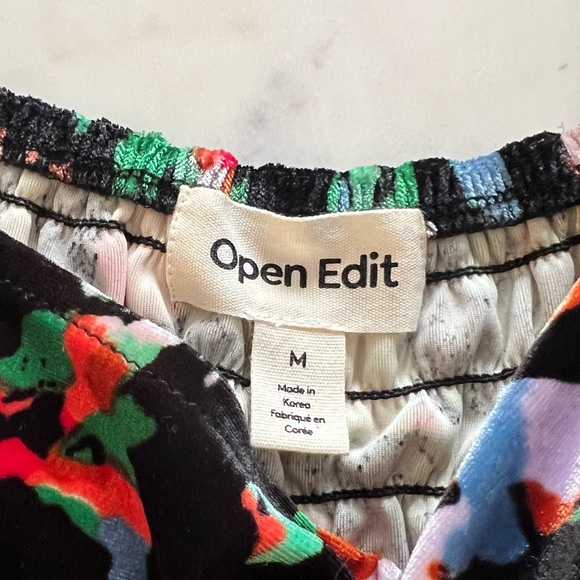 Open Edit
M
Made in
Korea
Fabriqué en
Corée